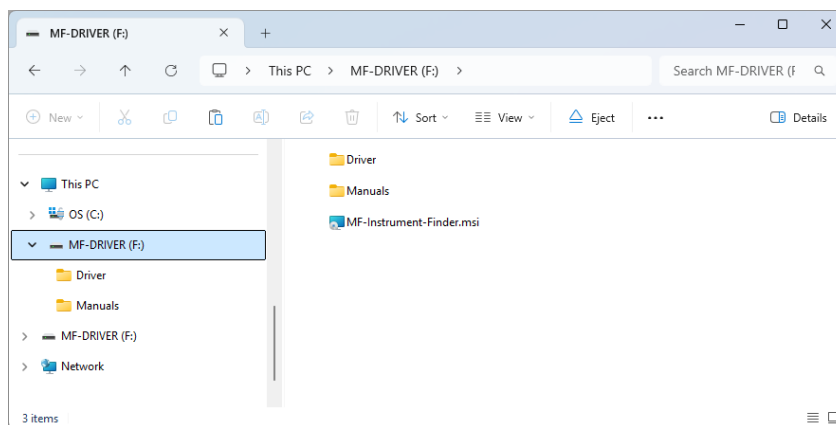 MF-DRIVER (F:)
This PC > MF-DRIVER (F:) >
Search MF-DRIVER (F
New
Sort
View
Eject
Details
This PC
OS (C:)
MF-DRIVER (F:)
Driver
Manuals
MF-DRIVER (F:)
Network
Driver
Manuals
MF-Instrument-Finder.msi
3 items